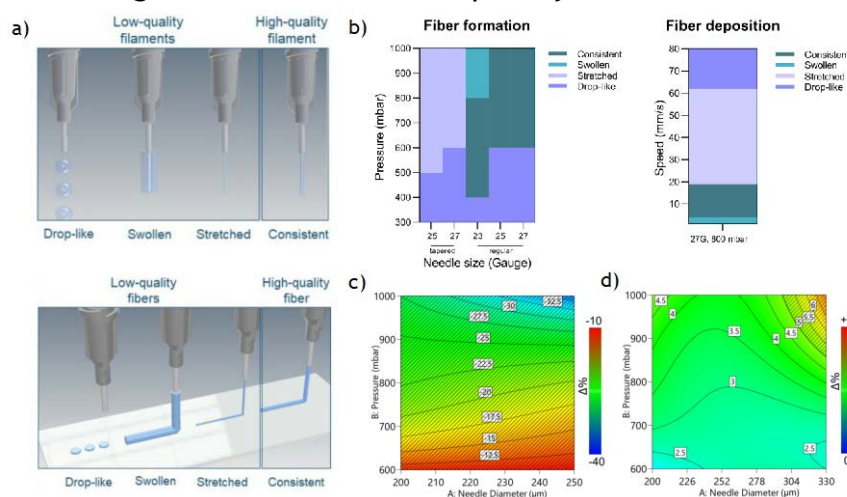 a)
Low-quality
filaments
High-quality
filament
Drop-like
Swollen
Stretched
Consistent
Low-quality
fibers
High-quality
fiber
Drop-like
Swollen
Stretched
Consistent
b)
Fiber formation
Pressure (mbar)
1000
900
800
700
600
500
400
300
25
27
23
25
27
tapered
regular
Needle size (Gauge)
Consistent
Swollen
Stretched
Drop-like
Fiber deposition
Speed (mm/s)
80
70
60
50
40
30
20
10
27G, 800 mbar
Consisten
Swollen
Stretched
Drop-like
c)
B: Pressure (mbar)
1000
900
800
700
600
-30
-32.5
-27.5
-25
-22.5
-20
-17.5
-15
-12.5
200
210
220
230
240
250
A: Needle Diameter (µm)
-10
Δ%
-40
d)
B: Pressure (mbar)
1000
900
800
700
600
4.5
4
3.5
3
2.5
4
4.5
5
5.5
6
2.5
200
226
252
278
304
330
A: Needle Diameter (µm)
Δ%